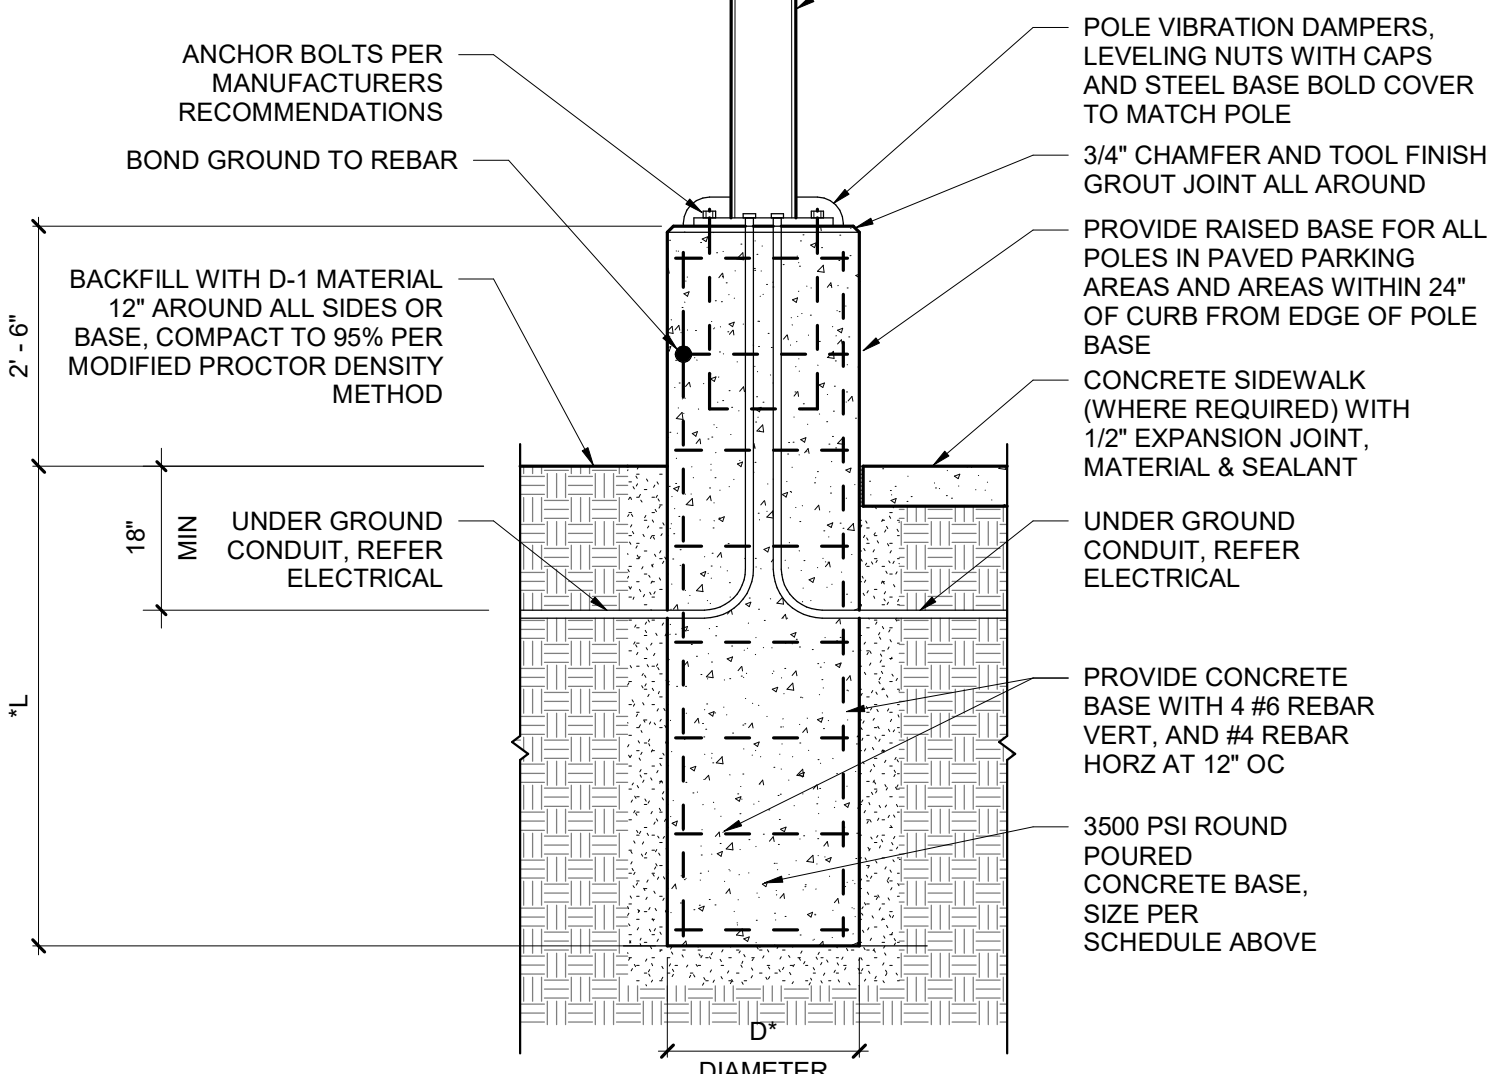 ANCHOR BOLTS PER
MANUFACTURERS
RECOMMENDATIONS
BOND GROUND TO REBAR
BACKFILL WITH D-1 MATERIAL
12" AROUND ALL SIDES OR
BASE, COMPACT TO 95% PER
MODIFIED PROCTOR DENSITY
METHOD
2' - 6"
18"
MIN
UNDER GROUND
CONDUIT, REFER
ELECTRICAL
*L
POLE VIBRATION DAMPERS,
LEVELING NUTS WITH CAPS
AND STEEL BASE BOLD COVER
TO MATCH POLE
3/4" CHAMFER AND TOOL FINISH
GROUT JOINT ALL AROUND
PROVIDE RAISED BASE FOR ALL
POLES IN PAVED PARKING
AREAS AND AREAS WITHIN 24"
OF CURB FROM EDGE OF POLE
BASE
CONCRETE SIDEWALK
(WHERE REQUIRED) WITH
1/2" EXPANSION JOINT,
MATERIAL & SEALANT
UNDER GROUND
CONDUIT, REFER
ELECTRICAL
PROVIDE CONCRETE
BASE WITH 4 #6 REBAR
VERT, AND #4 REBAR
HORZ AT 12" OC
3500 PSI ROUND
POURED
CONCRETE BASE,
SIZE PER
SCHEDULE ABOVE
D*
DIAMETER